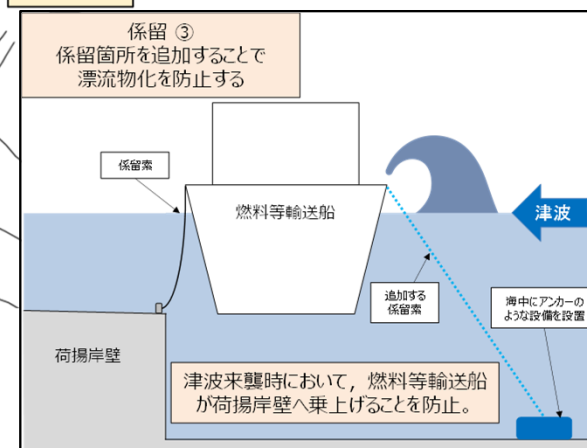 係留 ③
係留箇所を追加することで
漂流物化を防止する
係留索
燃料等輸送船
津波
追加する
係留索
海中にアンカーの
ような設備を設置
荷揚岸壁
津波来襲時において，燃料等輸送船
が荷揚岸壁へ乗上げることを防止。